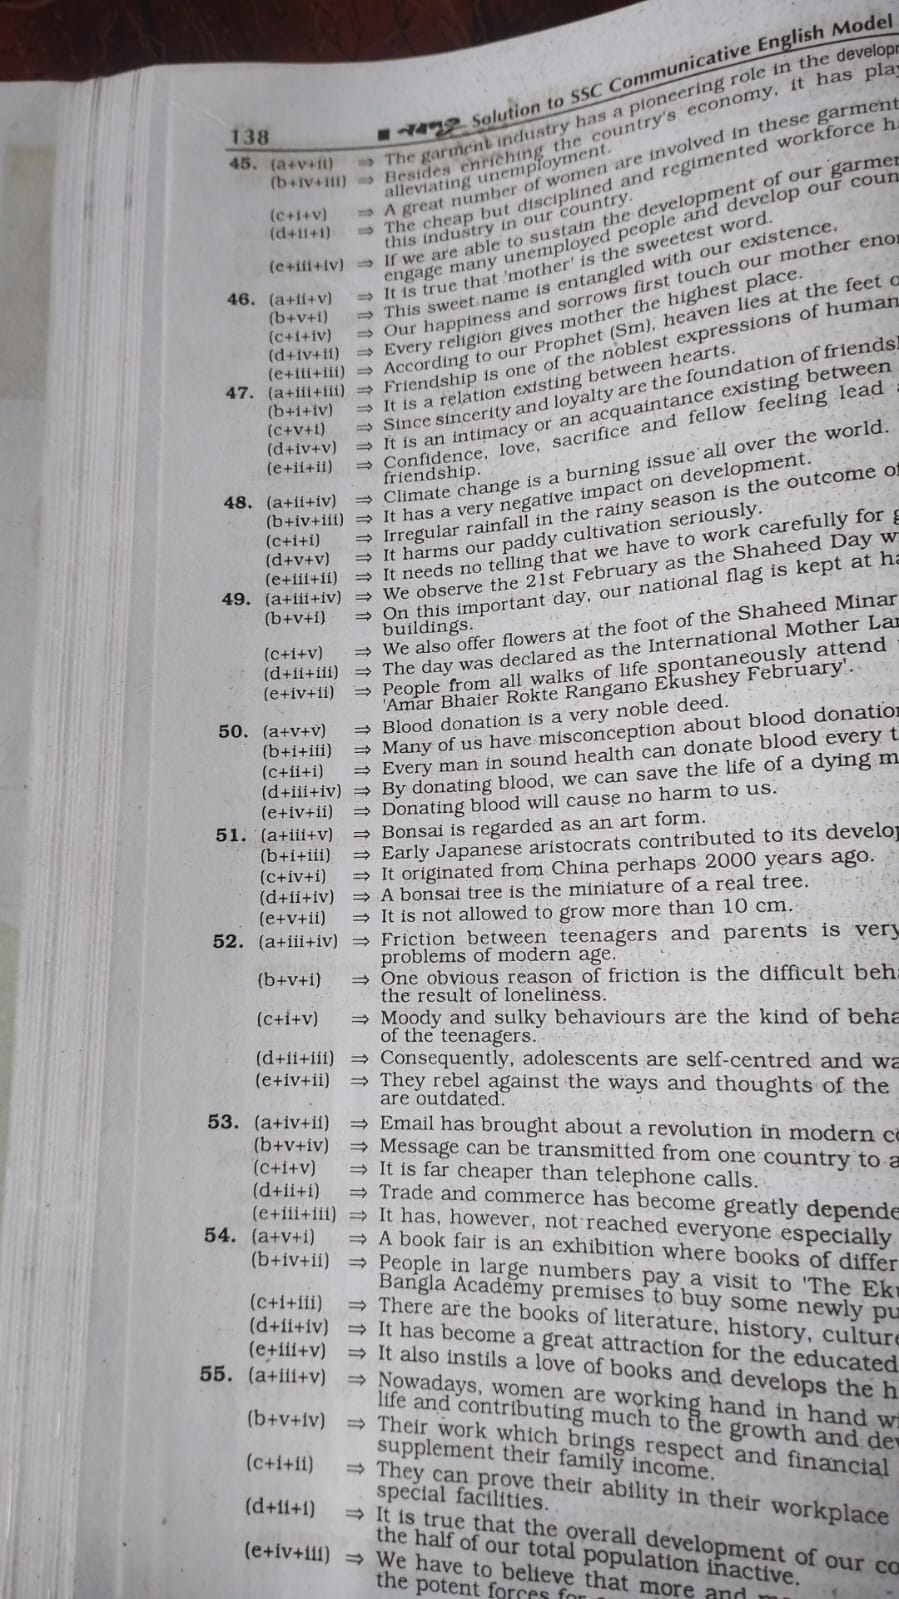 138
Solution to SSC Communicative English Model
45. (a+v+ii) ⇒ The garment industry has a pioneering role in the
(b+iv+iii) ⇒ Besides enriching the country's economy, it has
alleviating unemployment.
(c+i+v) ⇒ A great number of women are involved in these garment
(d+ii+i) ⇒ The cheap but disciplined and regimented workforce
this industry in our country.
(e+iii+iv) ⇒ If we are able to sustain the development of our
engage many unemployed people and develop our
46. (a+ii+v) ⇒ It is true that 'mother' is the sweetest word.
(b+v+i) ⇒ This sweet name is entangled with our existence.
(c+i+iv) ⇒ Our happiness and sorrows first touch our mother
(d+iv+ii) ⇒ Every religion gives mother the highest place.
(e+iii+iii) ⇒ According to our Prophet (Sm), heaven lies at the feet
47. (a+iii+iii) ⇒ Friendship is one of the noblest expressions of human
(b+i+iv) ⇒ It is a relation existing between hearts.
(c+v+i) ⇒ Since sincerity and loyalty are the foundation of
(d+iv+v) ⇒ It is an intimacy or an acquaintance existing between
(e+ii+ii) ⇒ Confidence, love, sacrifice and fellow feeling lead
friendship.
48. (a+ii+iv) ⇒ Climate change is a burning issue all over the world.
(b+iv+iii) ⇒ It has a very negative impact on development.
(c+i+i) ⇒ Irregular rainfall in the rainy season is the outcome of
(d+v+v) ⇒ It harms our paddy cultivation seriously.
(e+iii+ii) ⇒ It needs no telling that we have to work carefully for
49. (a+iii+iv) ⇒ We observe the 21st February as the Shaheed Day
(b+v+i) ⇒ On this important day, our national flag is kept at
buildings.
(c+i+v) ⇒ We also offer flowers at the foot of the Shaheed Minar
(d+ii+iii) ⇒ The day was declared as the International Mother
(e+iv+ii) ⇒ People from all walks of life spontaneously attend
'Amar Bhaier Rokte Rangano Ekushey February'.
50. (a+v+v) ⇒ Blood donation is a very noble deed.
(b+i+iii) ⇒ Many of us have misconception about blood
(c+ii+i) ⇒ Every man in sound health can donate blood every
(d+iii+iv) ⇒ By donating blood, we can save the life of a dying
(e+iv+ii) ⇒ Donating blood will cause no harm to us.
51. (a+iii+v) ⇒ Bonsai is regarded as an art form.
(b+i+iii) ⇒ Early Japanese aristocrats contributed to its
(c+iv+i) ⇒ It originated from China perhaps 2000 years ago.
(d+ii+iv) ⇒ A bonsai tree is the miniature of a real tree.
(e+v+ii) ⇒ It is not allowed to grow more than 10 cm.
52. (a+iii+iv) ⇒ Friction between teenagers and parents is very
problems of modern age.
(b+v+i) ⇒ One obvious reason of friction is the difficult
the result of loneliness.
(c+i+v) ⇒ Moody and sulky behaviours are the kind of
of the teenagers.
(d+ii+iii) ⇒ Consequently, adolescents are self-centred and
(e+iv+ii) ⇒ They rebel against the ways and thoughts of the
are outdated.
53. (a+iv+ii) ⇒ Email has brought about a revolution in modern
(b+v+iv) ⇒ Message can be transmitted from one country to
(c+i+v) ⇒ It is far cheaper than telephone calls.
(d+ii+i) ⇒ Trade and commerce has become greatly
(e+iii+iii) ⇒ It has, however, not reached everyone especially
54. (a+v+i) ⇒ A book fair is an exhibition where books of
(b+iv+ii) ⇒ People in large numbers pay a visit to 'The
Bangla Academy premises to buy some newly
(c+i+iii) ⇒ There are the books of literature, history,
(d+ii+iv) ⇒ It has become a great attraction for the educated
(e+iii+v) ⇒ It also instils a love of books and develops the
55. (a+iii+v) ⇒ Nowadays, women are working hand in hand
life and contributing much to the growth and
(b+v+iv) ⇒ Their work which brings respect and financial
supplement their family income.
(c+i+ii) ⇒ They can prove their ability in their workplace
special facilities.
(d+ii+i) ⇒ It is true that the overall development of our
the half of our total population inactive.
(e+iv+iii) ⇒ We have to believe that more and
the potent forces for